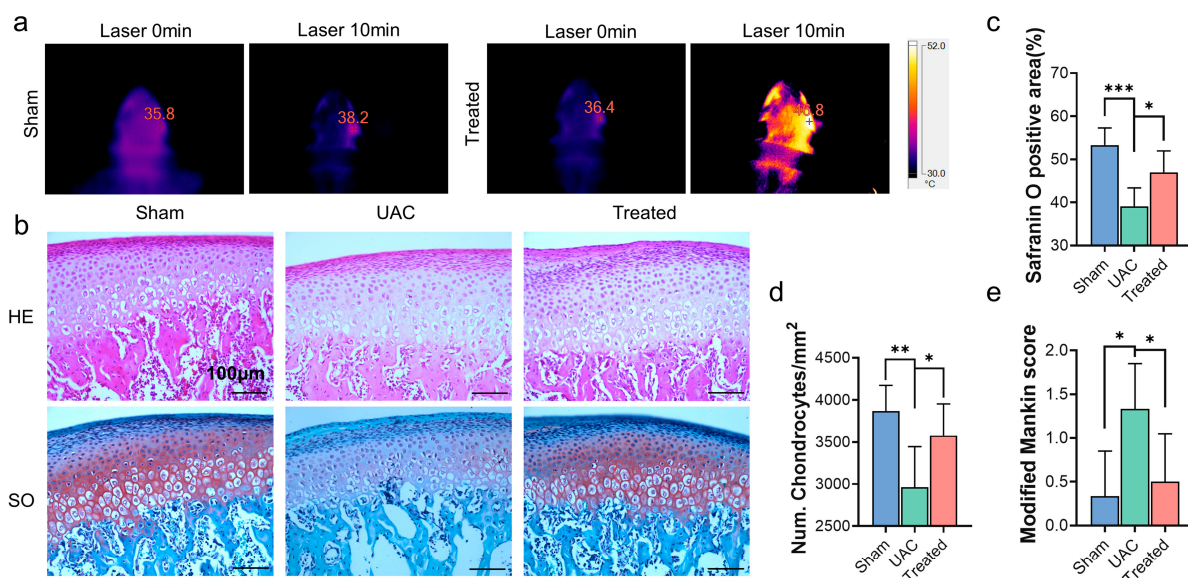 a
Laser 0min
Laser 10min
Laser 0min
Laser 10min
Sham
35.8
38.2
Treated
36.4
46.8
52.0
30.0
°C
b
Sham
UAC
Treated
HE
100μm
SO
c
Safranin O positive area(%)
70
60
50
40
30
***
*
Sham
UAC
Treated
d
Num. Chondrocytes/mm²
4500
4000
3500
3000
2500
**
*
Sham
UAC
Treated
e
Modified Mankin score
2.0
1.5
1.0
0.5
0.0
*
*
Sham
UAC
Treated